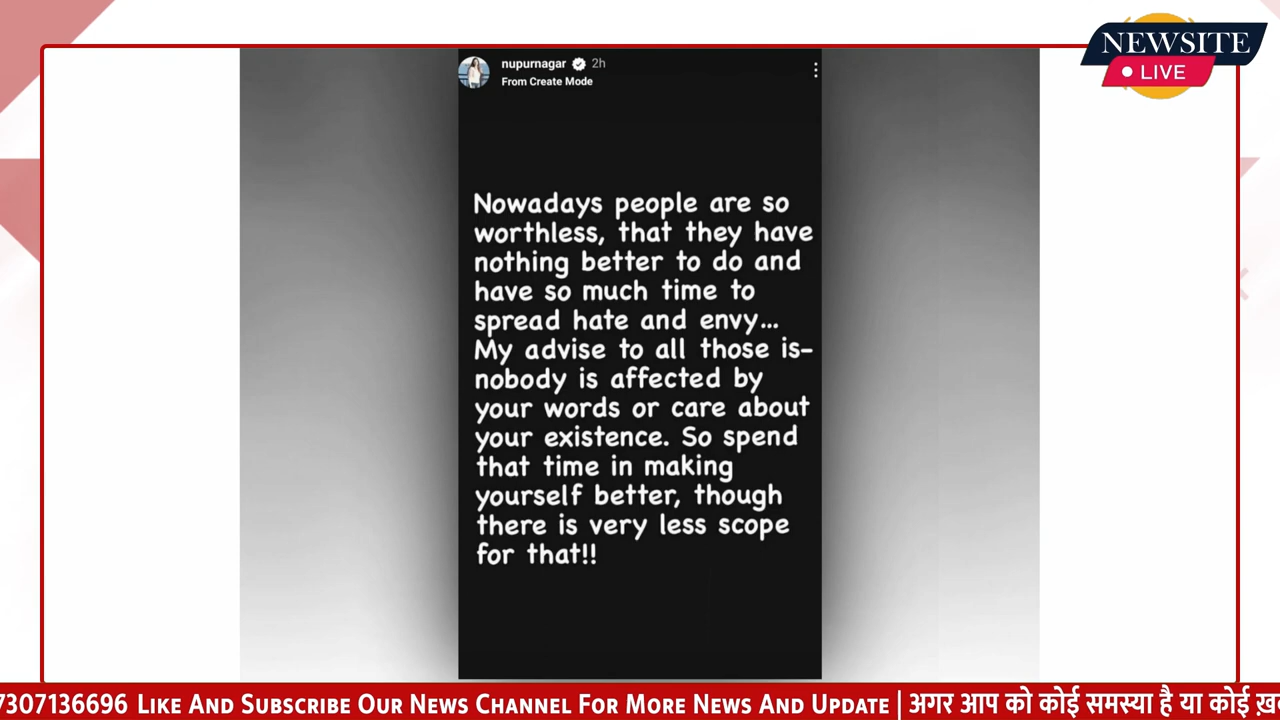 NEWSITE
LIVE
nupurnagar 2h
From Create Mode
Nowadays people are so
worthless, that they have
nothing better to do and
have so much time to
spread hate and envy...
My advise to all those is-
nobody is affected by
your words or care about
your existence. So spend
that time in making
yourself better, though
there is very less scope
for that!!
7307136696 Like And Subscribe Our News Channel For More News And Update | अगर आप को कोई समस्या है या कोई